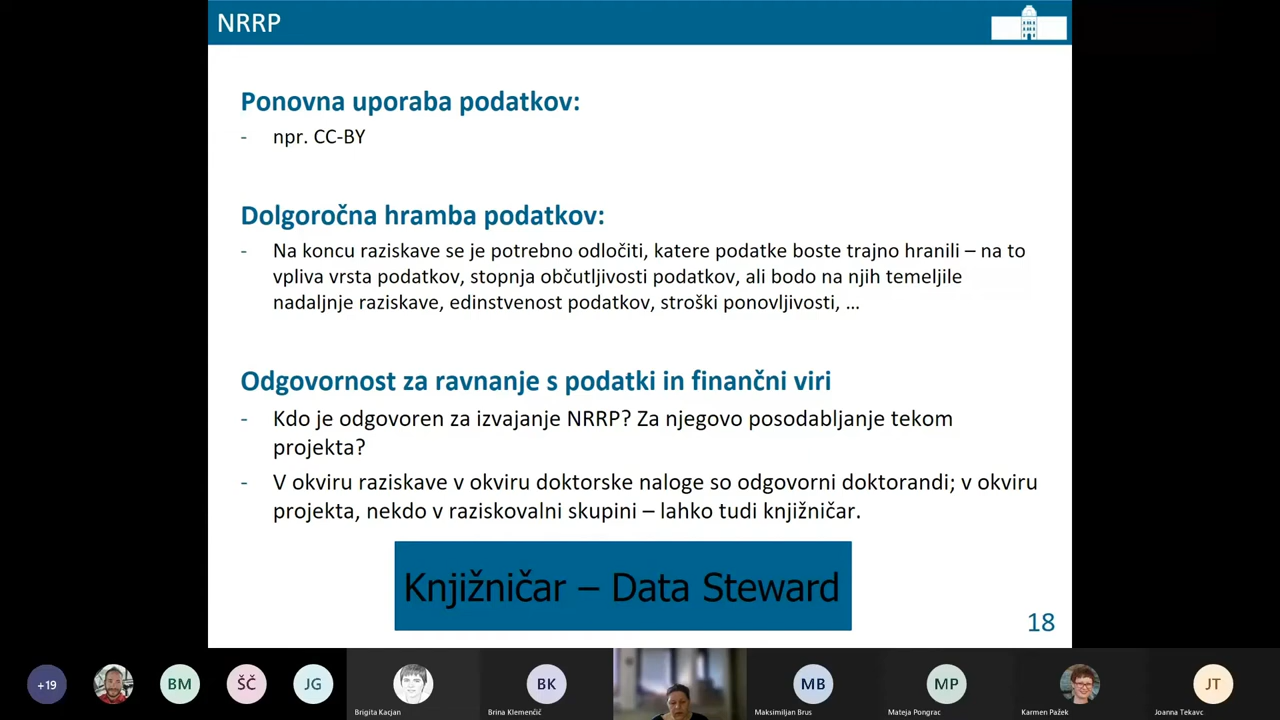 NRRP
Ponovna uporaba podatkov:
- npr. CC-BY
Dolgoročna hramba podatkov:
- Na koncu raziskave se je potrebno odločiti, katere podatke boste trajno hranili – na to
vpliva vrsta podatkov, stopnja občutljivosti podatkov, ali bodo na njih temeljile
nadaljnje raziskave, edinstvenost podatkov, stroški ponovljivosti, ...
Odgovornost za ravnanje s podatki in finančni viri
- Kdo je odgovoren za izvajanje NRRP? Za njegovo posodabljanje tekom
projekta?
- V okviru raziskave v okviru doktorske naloge so odgovorni doktorandi; v okviru
projekta, nekdo v raziskovalni skupini – lahko tudi knjižničar.
Knjižničar – Data Steward
18
+19
BM
ŠČ
JG
Brigita Kacjan
BK
Brina Klemenčič
MB
Maksimiljan Brus
MP
Mateja Pongrac
Karmen Pažek
JT
Joanna Tekavc